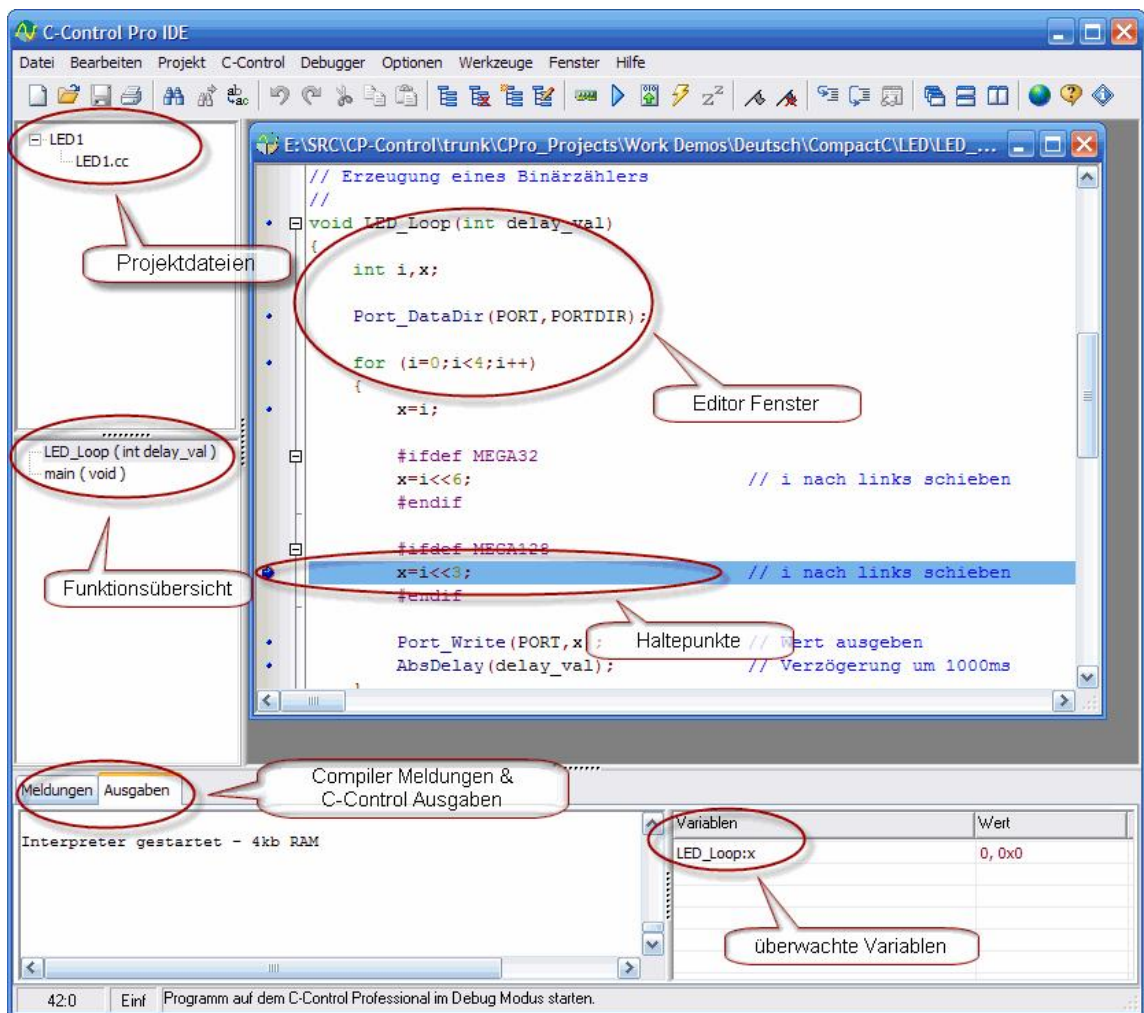 C-Control Pro IDE
Datei Bearbeiten Projekt C-Control Debugger Optionen Werkzeuge Fenster Hilfe
LED1
LED1.cc
Projektdateien
E:\SRC\CP-Control\trunk\CPro_Projects\Work Demos\Deutsch\CompactC\LED\LED_...
// Erzeugung eines Binärzählers
//
void LED_Loop(int delay_val)
{
int i,x;
Port_DataDir(PORT,PORTDIR);
for (i=0;i<4;i++)
{
x=i;
Editor Fenster
#ifdef MEGA32
x=i<<6; // i nach links schieben
#endif
#ifdef MEGA128
x=i<<3; // i nach links schieben
#endif
Haltepunkte
Port_Write(PORT,x); // Wert ausgeben
AbsDelay(delay_val); // Verzögerung um 1000ms
}
LED_Loop ( int delay_val )
main ( void )
Funktionsübersicht
Meldungen Ausgaben
Compiler Meldungen &
C-Control Ausgaben
Interpreter gestartet - 4kb RAM
Variablen Wert
LED_Loop:x 0, 0x0
überwachte Variablen
42:0 Einf Programm auf dem C-Control Professional im Debug Modus starten.